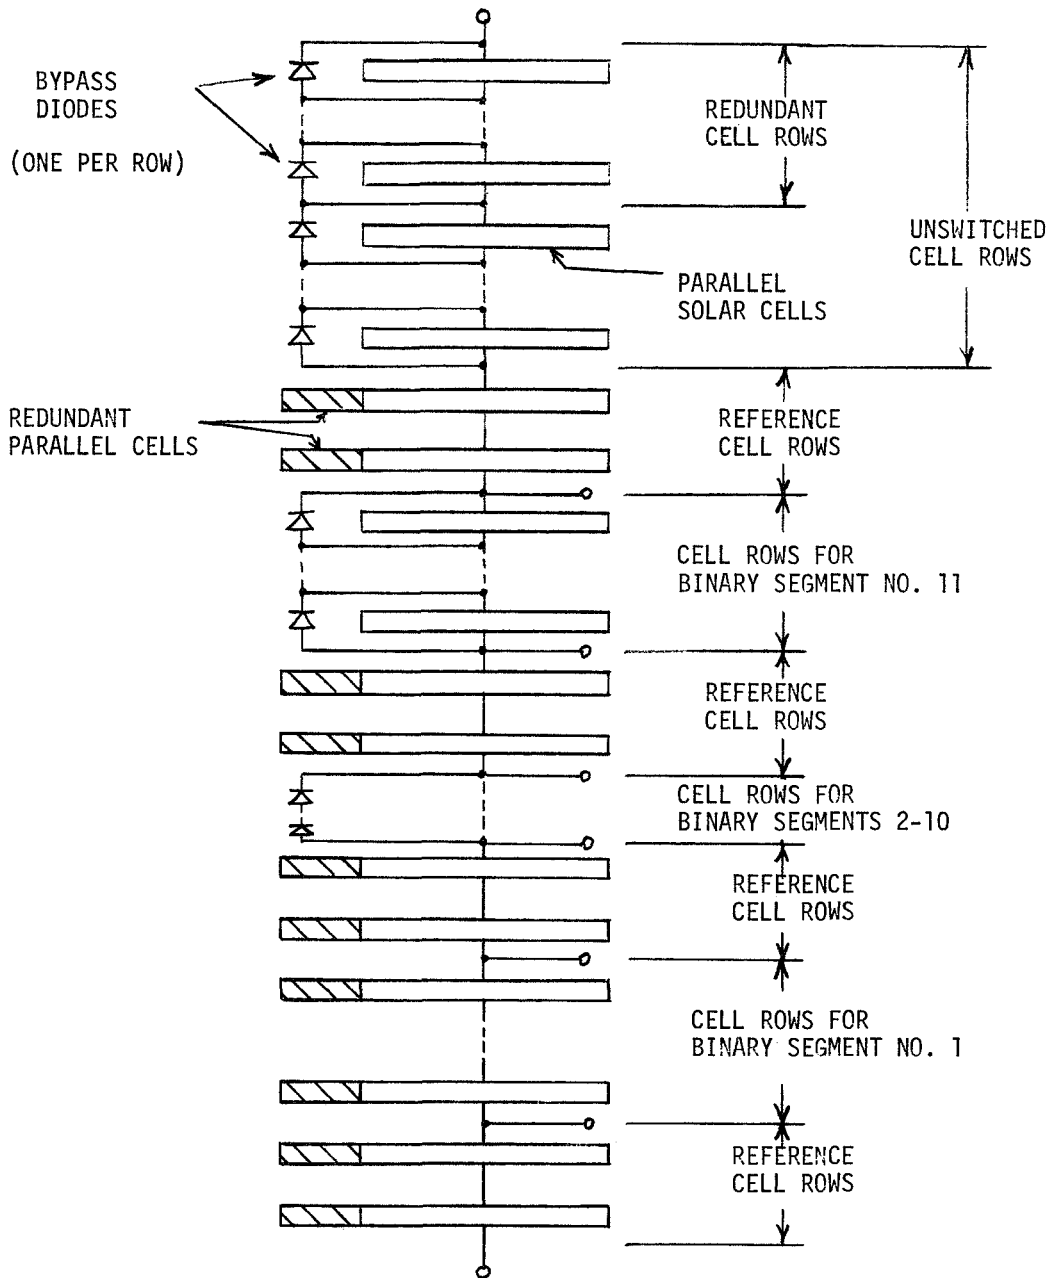 BYPASS
DIODES
(ONE PER ROW)
REDUNDANT
CELL ROWS
UNSWITCHED
CELL ROWS
PARALLEL
SOLAR CELLS
REDUNDANT
PARALLEL CELLS
REFERENCE
CELL ROWS
CELL ROWS FOR
BINARY SEGMENT NO. 11
REFERENCE
CELL ROWS
CELL ROWS FOR
BINARY SEGMENTS 2-10
REFERENCE
CELL ROWS
CELL ROWS FOR
BINARY SEGMENT NO. 1
REFERENCE
CELL ROWS